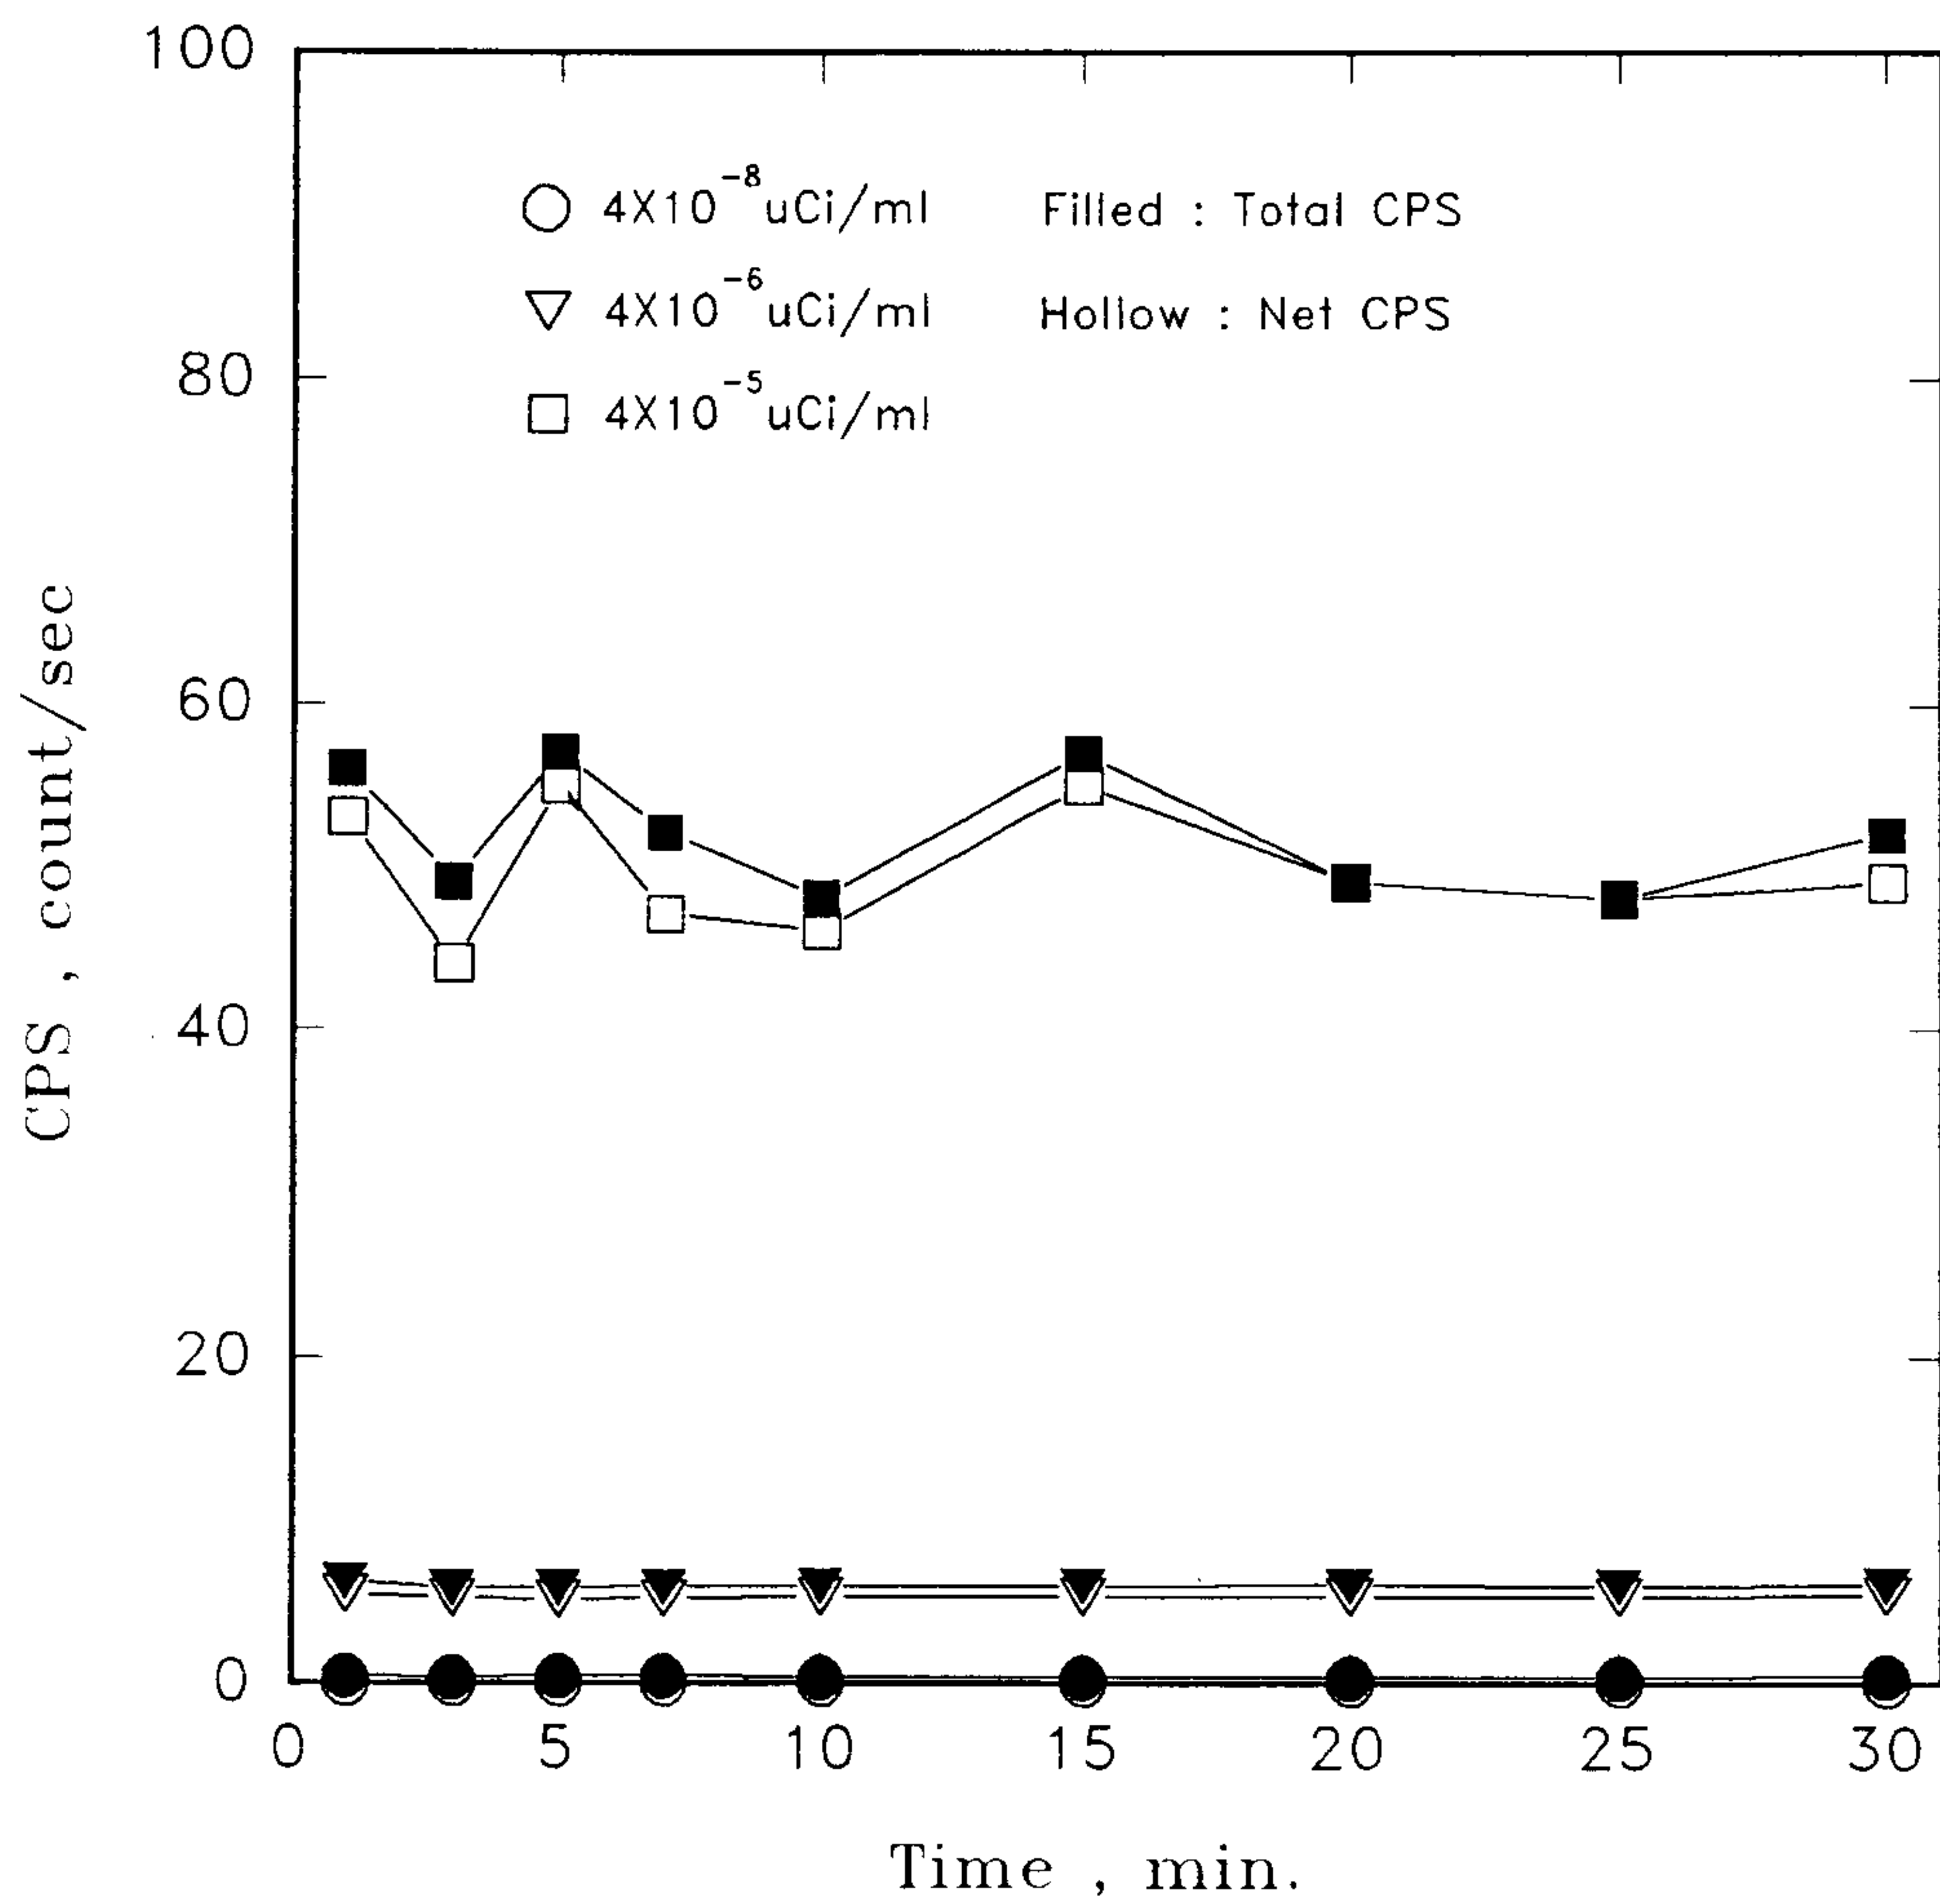 100
4X10⁻⁸uCi/ml Filled : Total CPS
4X10⁻⁶uCi/ml Hollow : Net CPS
80
4X10⁻⁵uCi/ml
60
CPS , count/sec
40
20
0
0 5 10 15 20 25 30
Time , min.